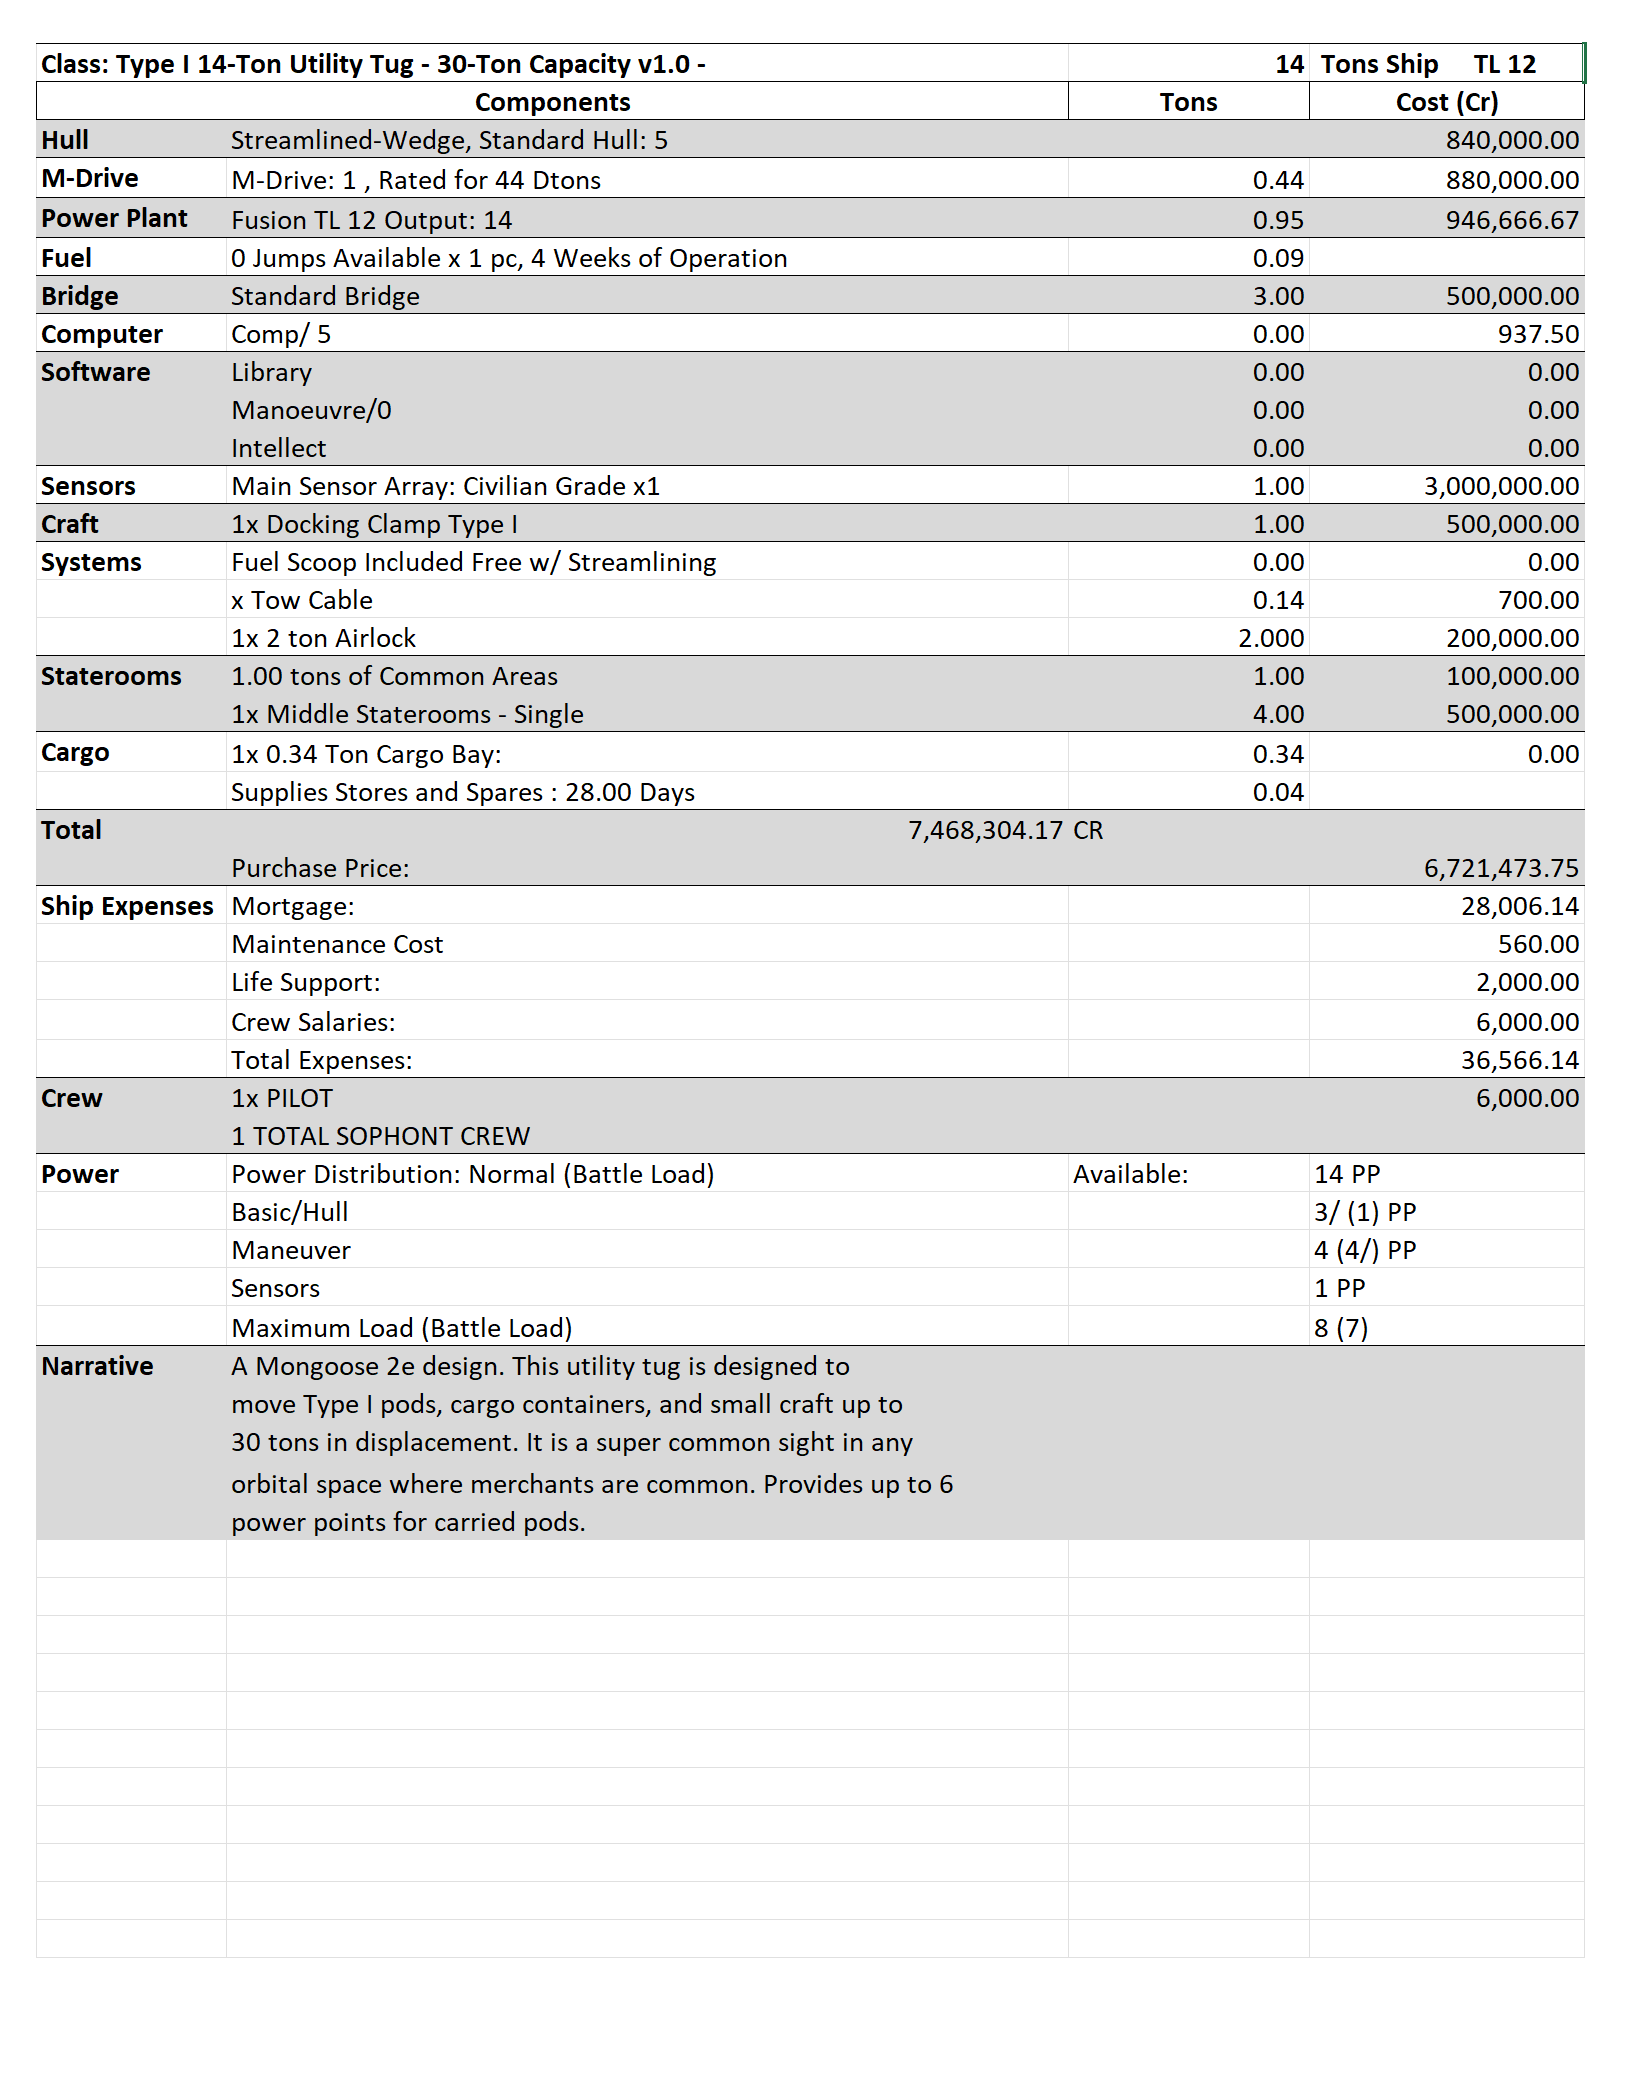 Class: Type I 14-Ton Utility Tug - 30-Ton Capacity v1.0 - 14 Tons Ship TL 12
Components Tons Cost (Cr)
Hull Streamlined-Wedge, Standard Hull: 5 840,000.00
M-Drive M-Drive: 1 , Rated for 44 Dtons 0.44 880,000.00
Power Plant Fusion TL 12 Output: 14 0.95 946,666.67
Fuel 0 Jumps Available x 1 pc, 4 Weeks of Operation 0.09
Bridge Standard Bridge 3.00 500,000.00
Computer Comp/ 5 0.00 937.50
Software Library 0.00 0.00
Manoeuvre/0 0.00 0.00
Intellect 0.00 0.00
Sensors Main Sensor Array: Civilian Grade x1 1.00 3,000,000.00
Craft 1x Docking Clamp Type I 1.00 500,000.00
Systems Fuel Scoop Included Free w/ Streamlining 0.00 0.00
x Tow Cable 0.14 700.00
1x 2 ton Airlock 2.000 200,000.00
Staterooms 1.00 tons of Common Areas 1.00 100,000.00
1x Middle Staterooms - Single 4.00 500,000.00
Cargo 1x 0.34 Ton Cargo Bay: 0.34 0.00
Supplies Stores and Spares : 28.00 Days 0.04
Total 7,468,304.17 CR
Purchase Price: 6,721,473.75
Ship Expenses Mortgage: 28,006.14
Maintenance Cost 560.00
Life Support: 2,000.00
Crew Salaries: 6,000.00
Total Expenses: 36,566.14
Crew 1x PILOT 6,000.00
1 TOTAL SOPHONT CREW
Power Power Distribution: Normal (Battle Load) Available: 14 PP
Basic/Hull 3/ (1) PP
Maneuver 4 (4/) PP
Sensors 1 PP
Maximum Load (Battle Load) 8 (7)
Narrative A Mongoose 2e design. This utility tug is designed to
move Type I pods, cargo containers, and small craft up to
30 tons in displacement. It is a super common sight in any
orbital space where merchants are common. Provides up to 6
power points for carried pods.